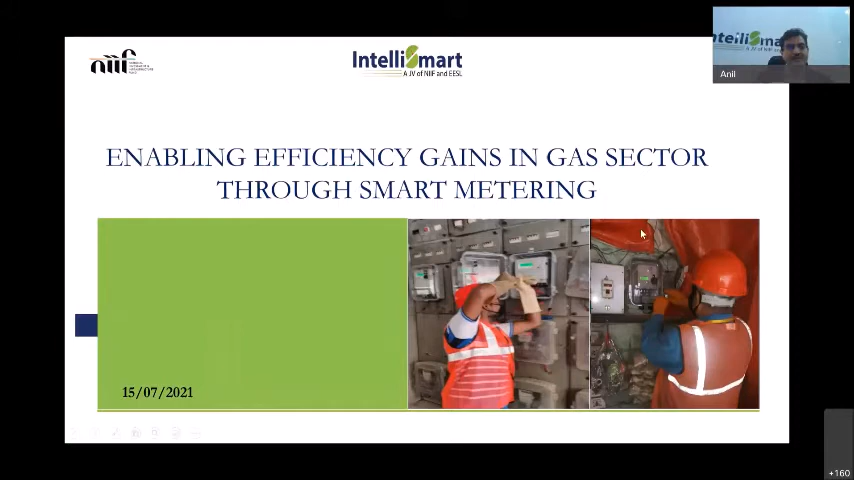 niif
IntelliSmart
A JV of NIIF and EESL
ENABLING EFFICIENCY GAINS IN GAS SECTOR
THROUGH SMART METERING
15/07/2021
Anil
+160